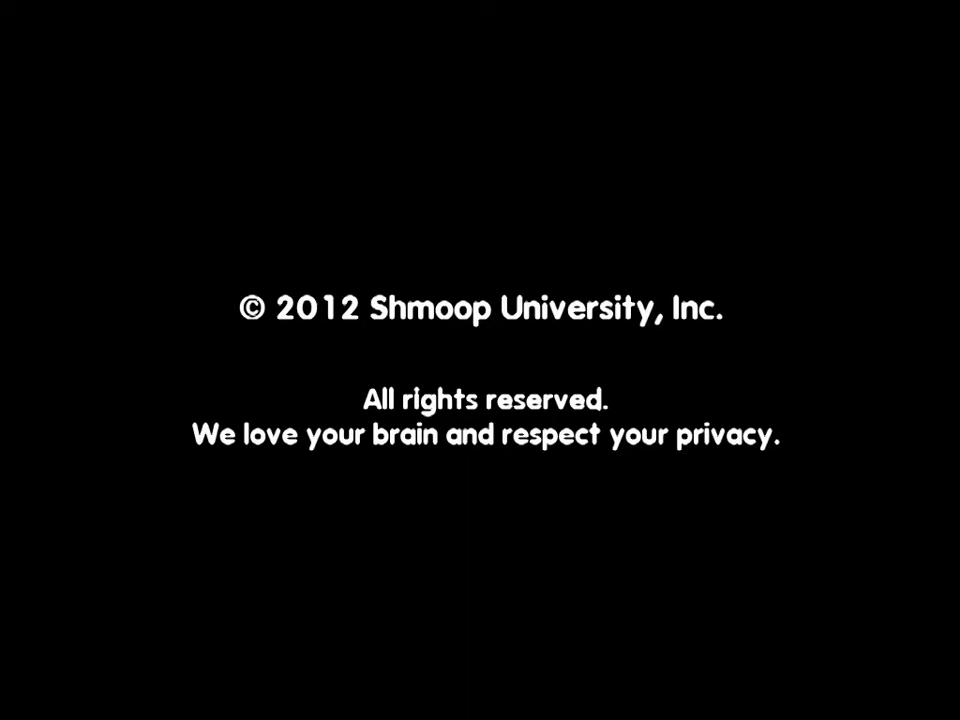 © 2012 Shmoop University, Inc.
All rights reserved.
We love your brain and respect your privacy.